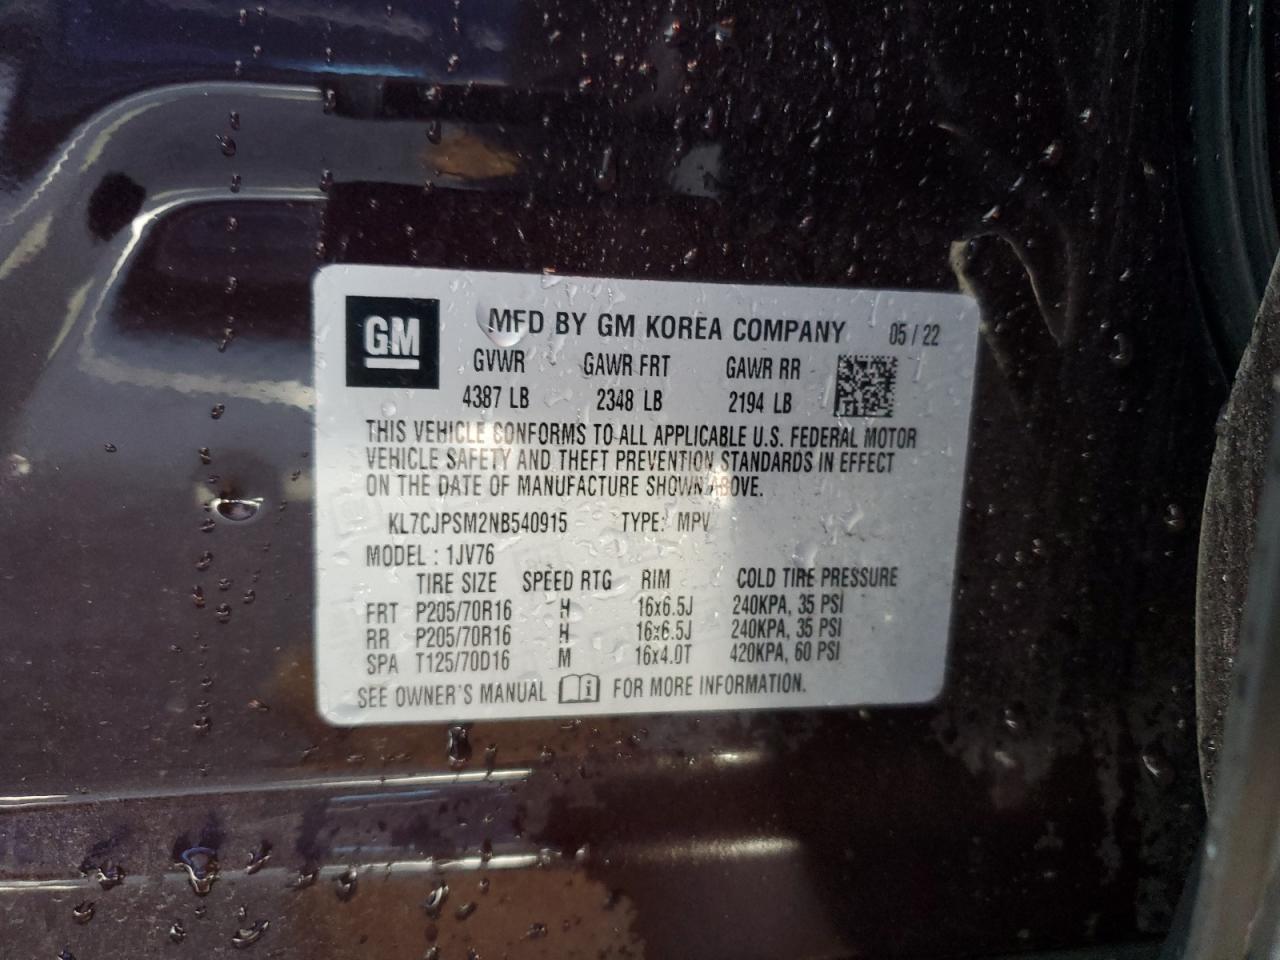 GM
MFD BY GM KOREA COMPANY 05 / 22
GVWR GAWR FRT GAWR RR
4387 LB 2348 LB 2194 LB
THIS VEHICLE CONFORMS TO ALL APPLICABLE U.S. FEDERAL MOTOR
VEHICLE SAFETY AND THEFT PREVENTION STANDARDS IN EFFECT
ON THE DATE OF MANUFACTURE SHOWN ABOVE.
KL7CJPSM2NB540915 TYPE: MPV
MODEL : 1JV76
TIRE SIZE SPEED RTG RIM COLD TIRE PRESSURE
FRT P205/70R16 H 16x6.5J 240KPA, 35 PSI
RR P205/70R16 H 16x6.5J 240KPA, 35 PSI
SPA T125/70D16 M 16x4.0T 420KPA, 60 PSI
SEE OWNER'S MANUAL FOR MORE INFORMATION.